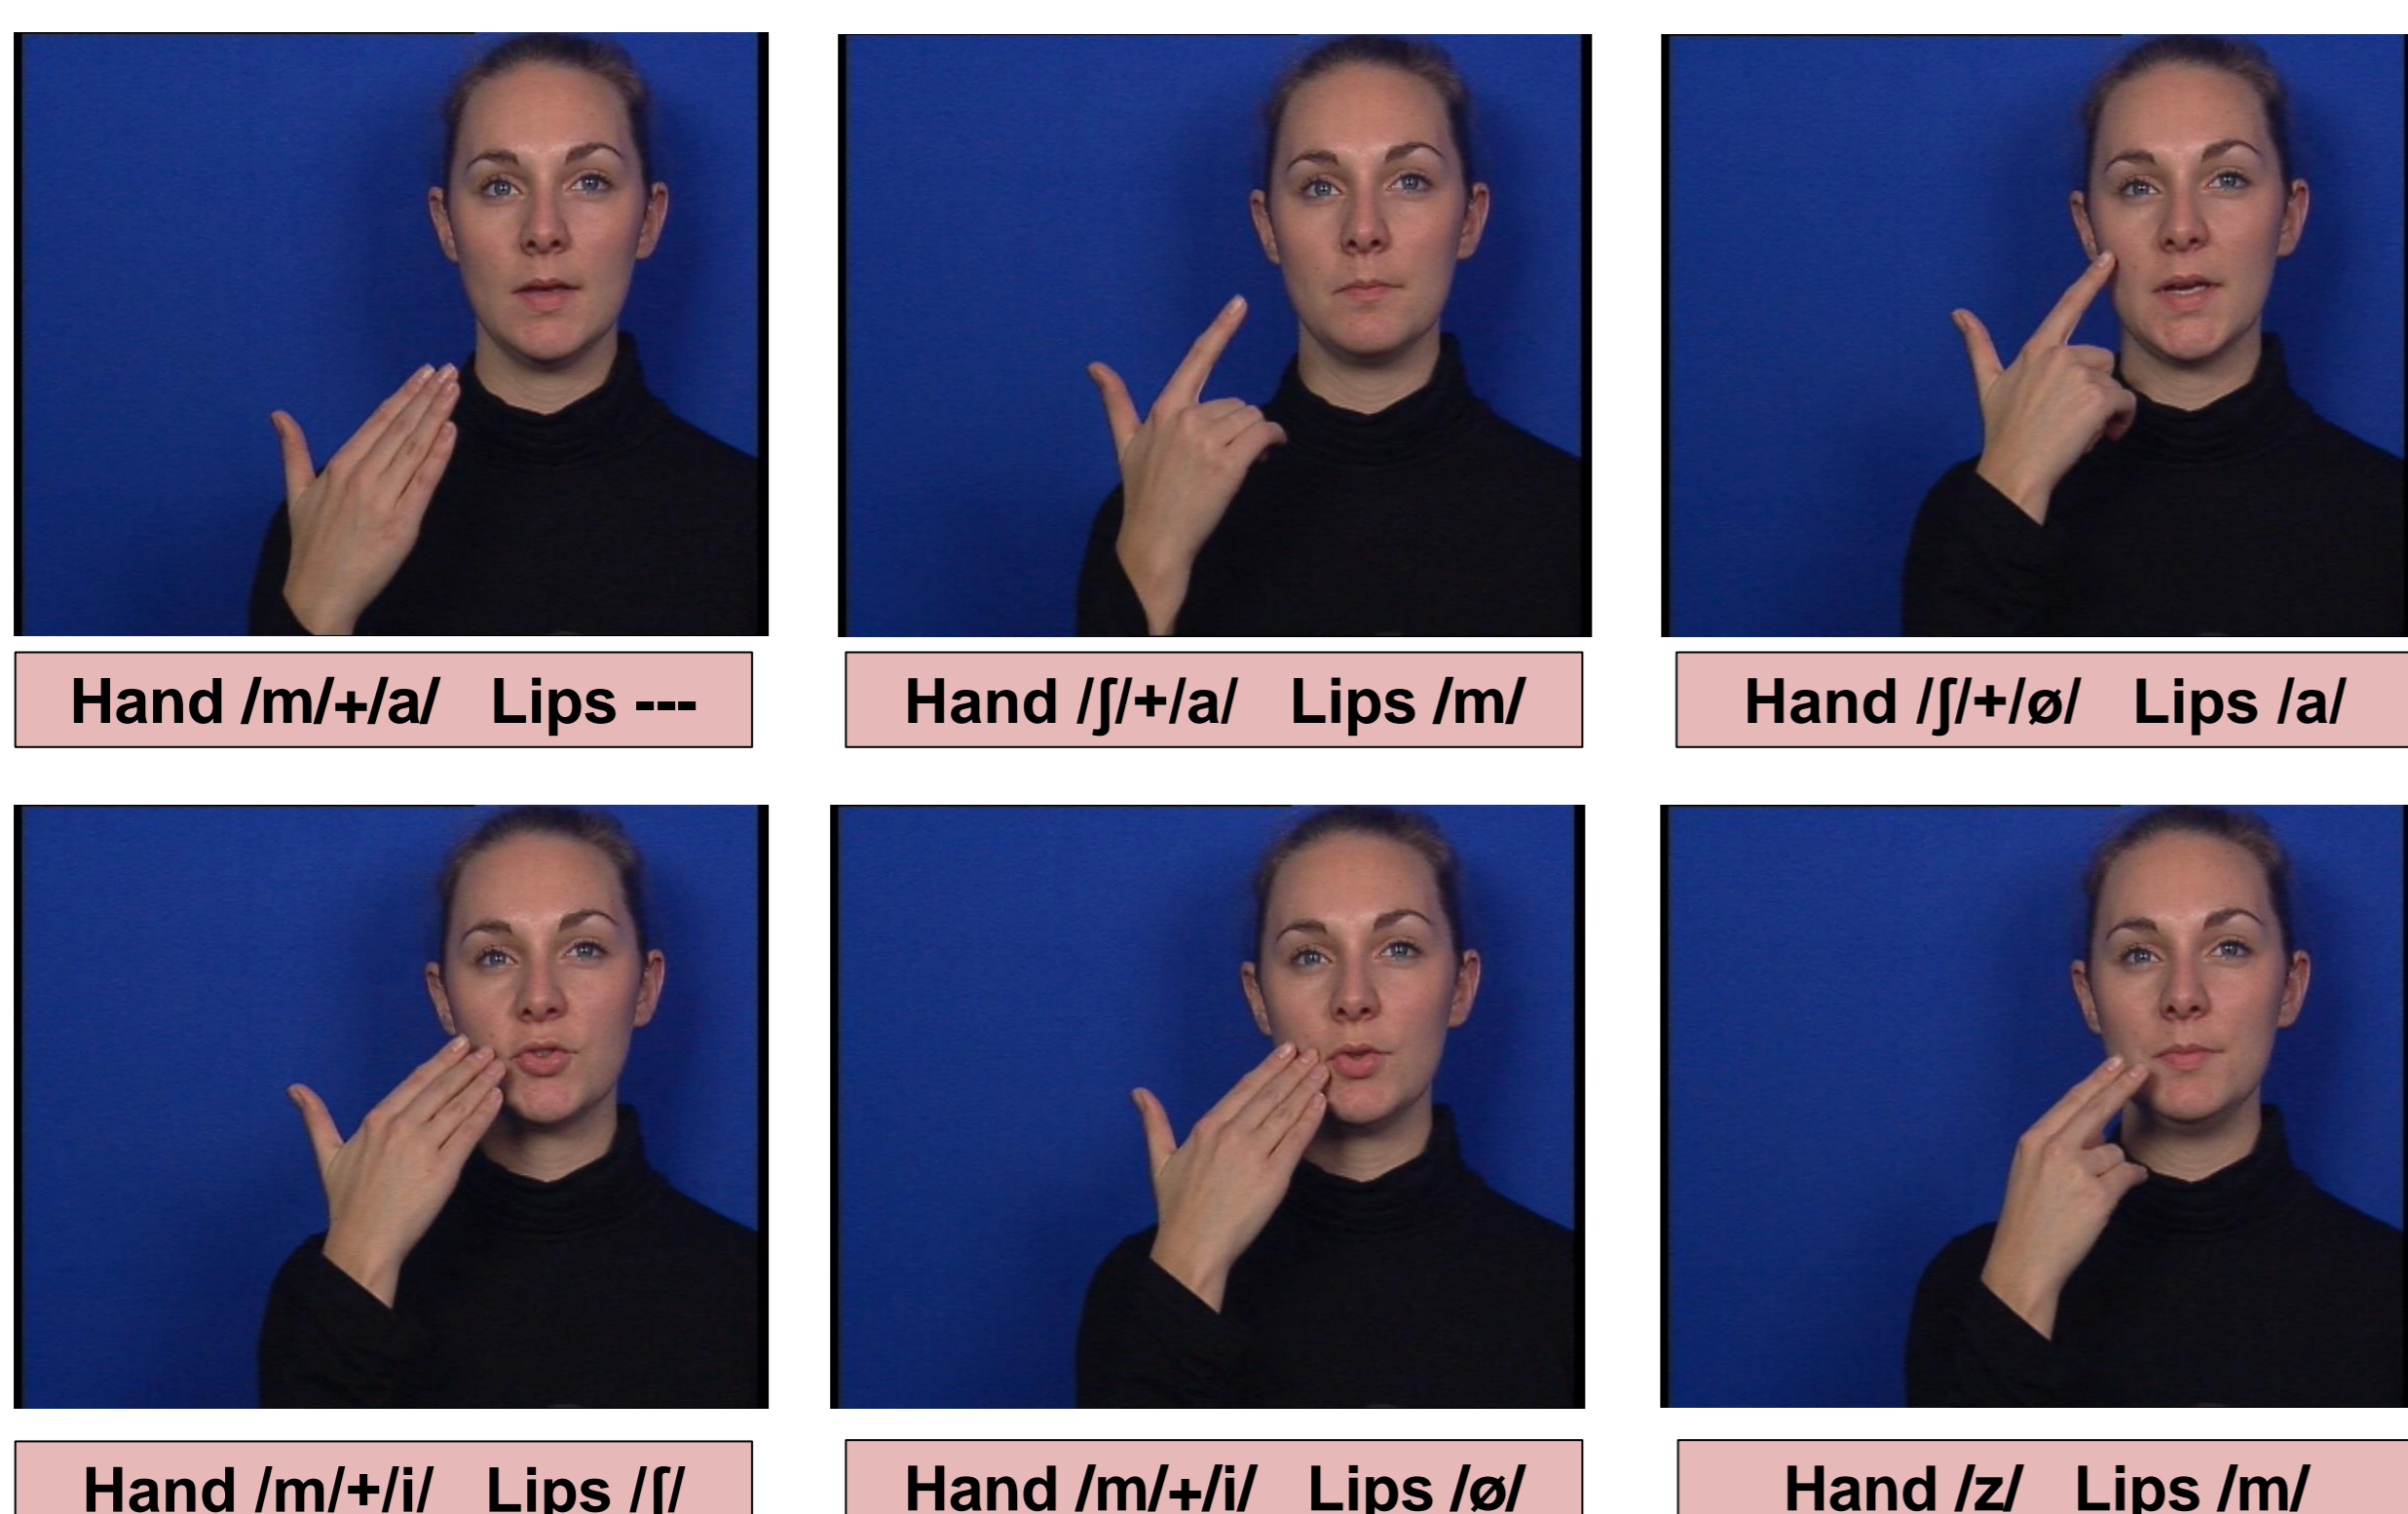 Hand /m/+/a/ Lips ---
Hand /ʃ/+/a/ Lips /m/
Hand /ʃ/+/ø/ Lips /a/
Hand /m/+/i/ Lips /ʃ/
Hand /m/+/i/ Lips /ø/
Hand /z/ Lips /m/